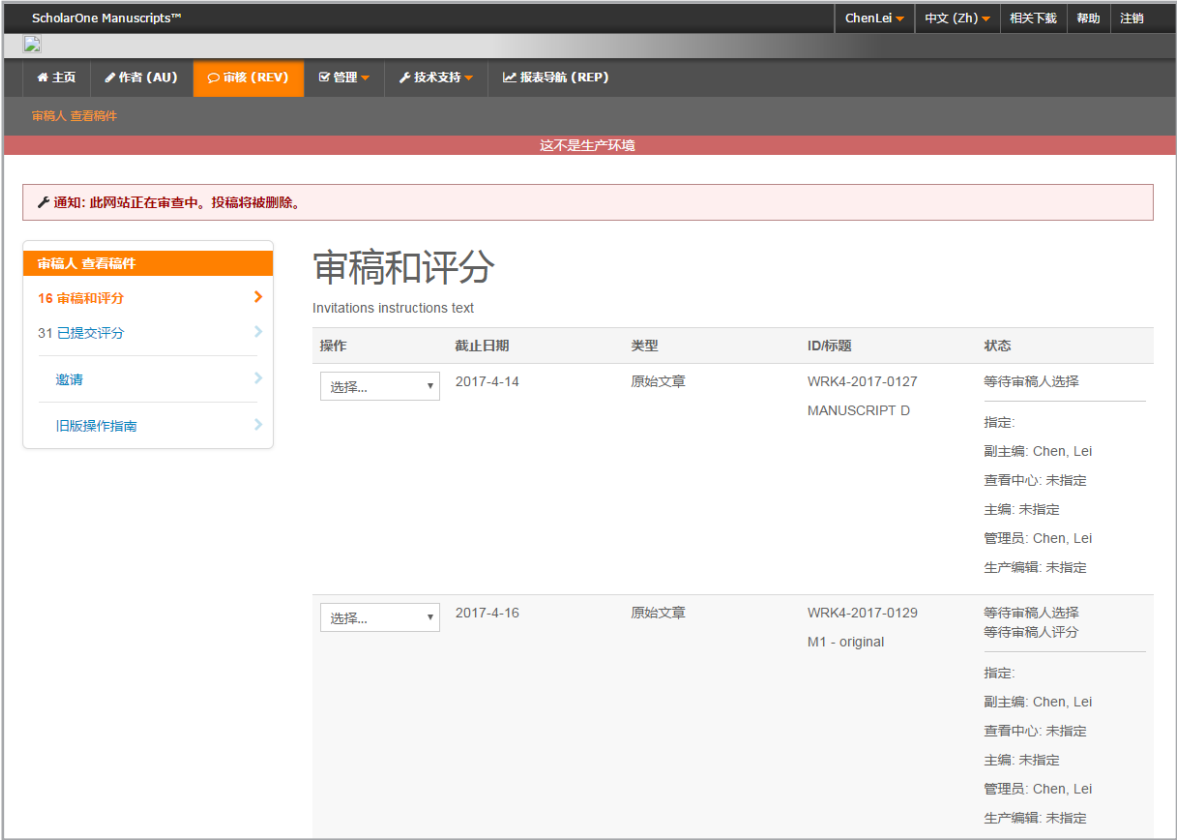 ScholarOne Manuscripts™
ChenLei 中文 (Zh) 相关下载 帮助 注销
主页 作者 (AU) 审核 (REV) 管理 技术支持 报表导航 (REP)
审稿人 查看稿件
这不是生产环境
通知: 此网站正在审查中。投稿将被删除。
审稿人 查看稿件
16 审稿和评分
31 已提交评分
邀请
旧版操作指南
审稿和评分
Invitations instructions text
操作 截止日期 类型 ID/标题 状态
选择... 2017-4-14 原始文章 WRK4-2017-0127 等待审稿人选择
MANUSCRIPT D
指定:
副主编: Chen, Lei
查看中心: 未指定
主编: 未指定
管理员: Chen, Lei
生产编辑: 未指定
选择... 2017-4-16 原始文章 WRK4-2017-0129 等待审稿人选择
等待审稿人评分
M1 - original
指定:
副主编: Chen, Lei
查看中心: 未指定
主编: 未指定
管理员: Chen, Lei
生产编辑: 未指定